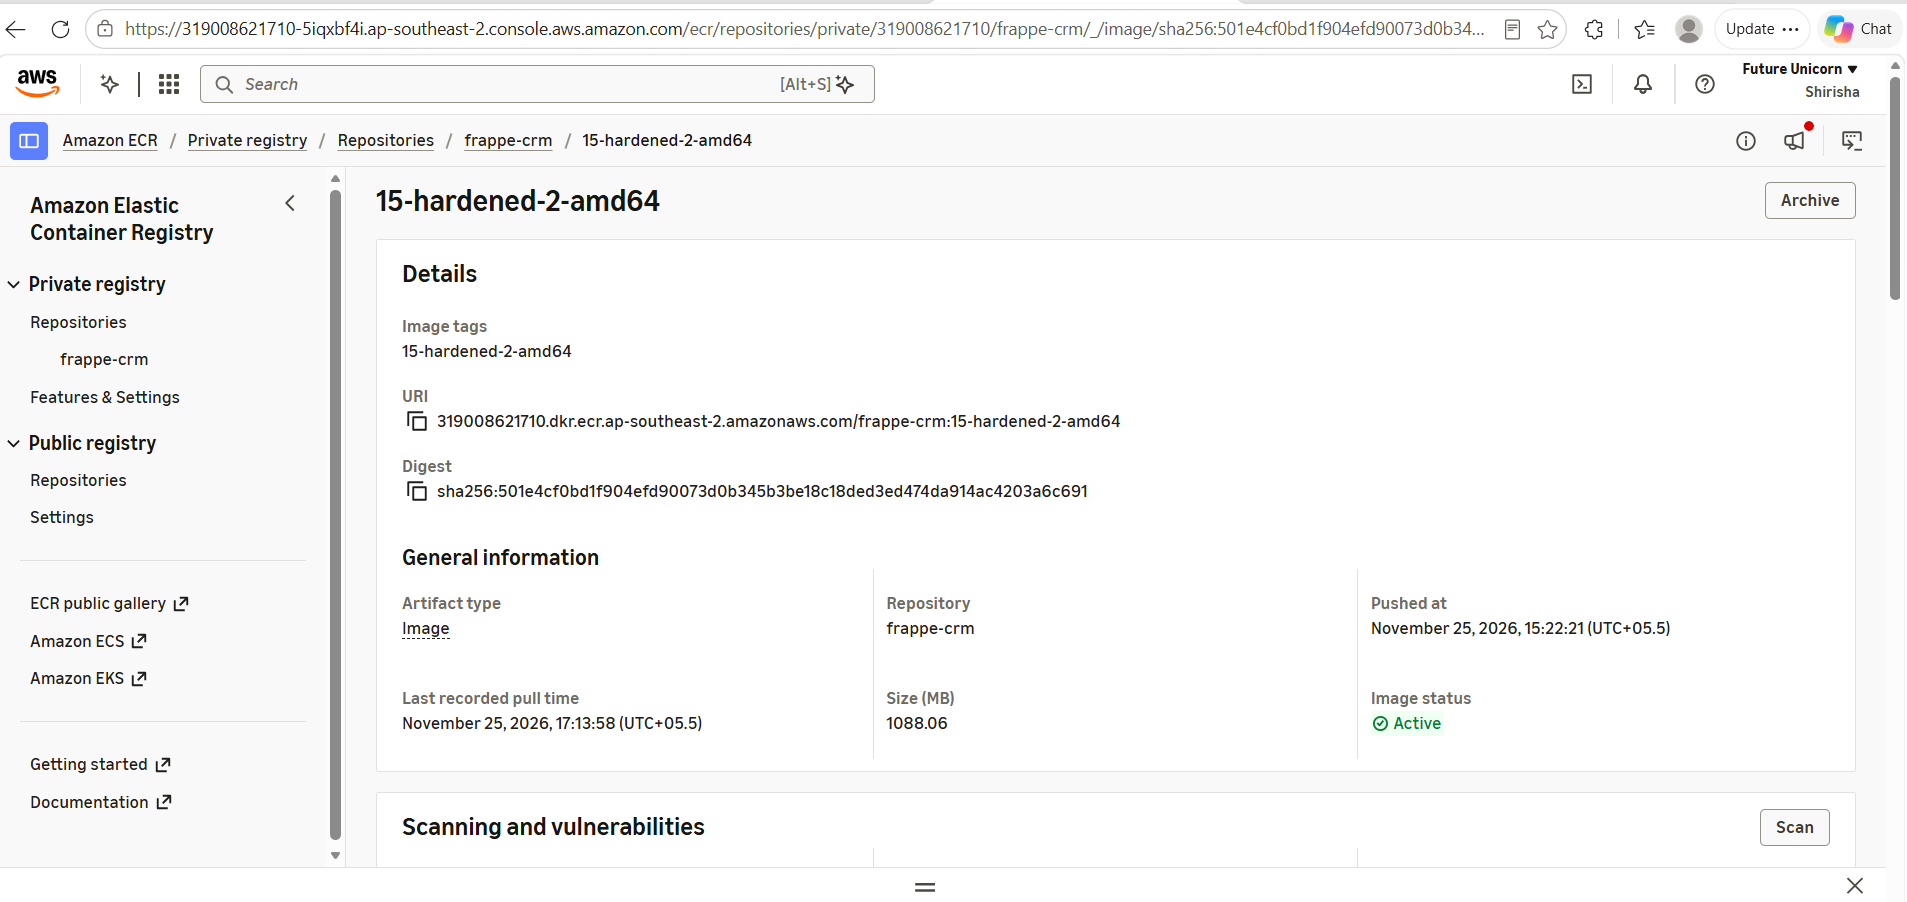 https://319008621710-5iqxbf4i.ap-southeast-2.console.aws.amazon.com/ecr/repositories/private/319008621710/frappe-crm/_/image/sha256:501e4cf0bd1f904efd90073d0b34...
Update
Chat
aws
Search
[Alt+S]
Future Unicorn
Shirisha
Amazon ECR / Private registry / Repositories / frappe-crm / 15-hardened-2-amd64
Amazon Elastic
Container Registry
Private registry
Repositories
frappe-crm
Features & Settings
Public registry
Repositories
Settings
ECR public gallery
Amazon ECS
Amazon EKS
Getting started
Documentation
15-hardened-2-amd64
Archive
Details
Image tags
15-hardened-2-amd64
URI
319008621710.dkr.ecr.ap-southeast-2.amazonaws.com/frappe-crm:15-hardened-2-amd64
Digest
sha256:501e4cf0bd1f904efd90073d0b345b3be18c18ded3ed474da914ac4203a6c691
General information
Artifact type
Image
Repository
frappe-crm
Pushed at
November 25, 2026, 15:22:21 (UTC+05.5)
Last recorded pull time
November 25, 2026, 17:13:58 (UTC+05.5)
Size (MB)
1088.06
Image status
Active
Scanning and vulnerabilities
Scan